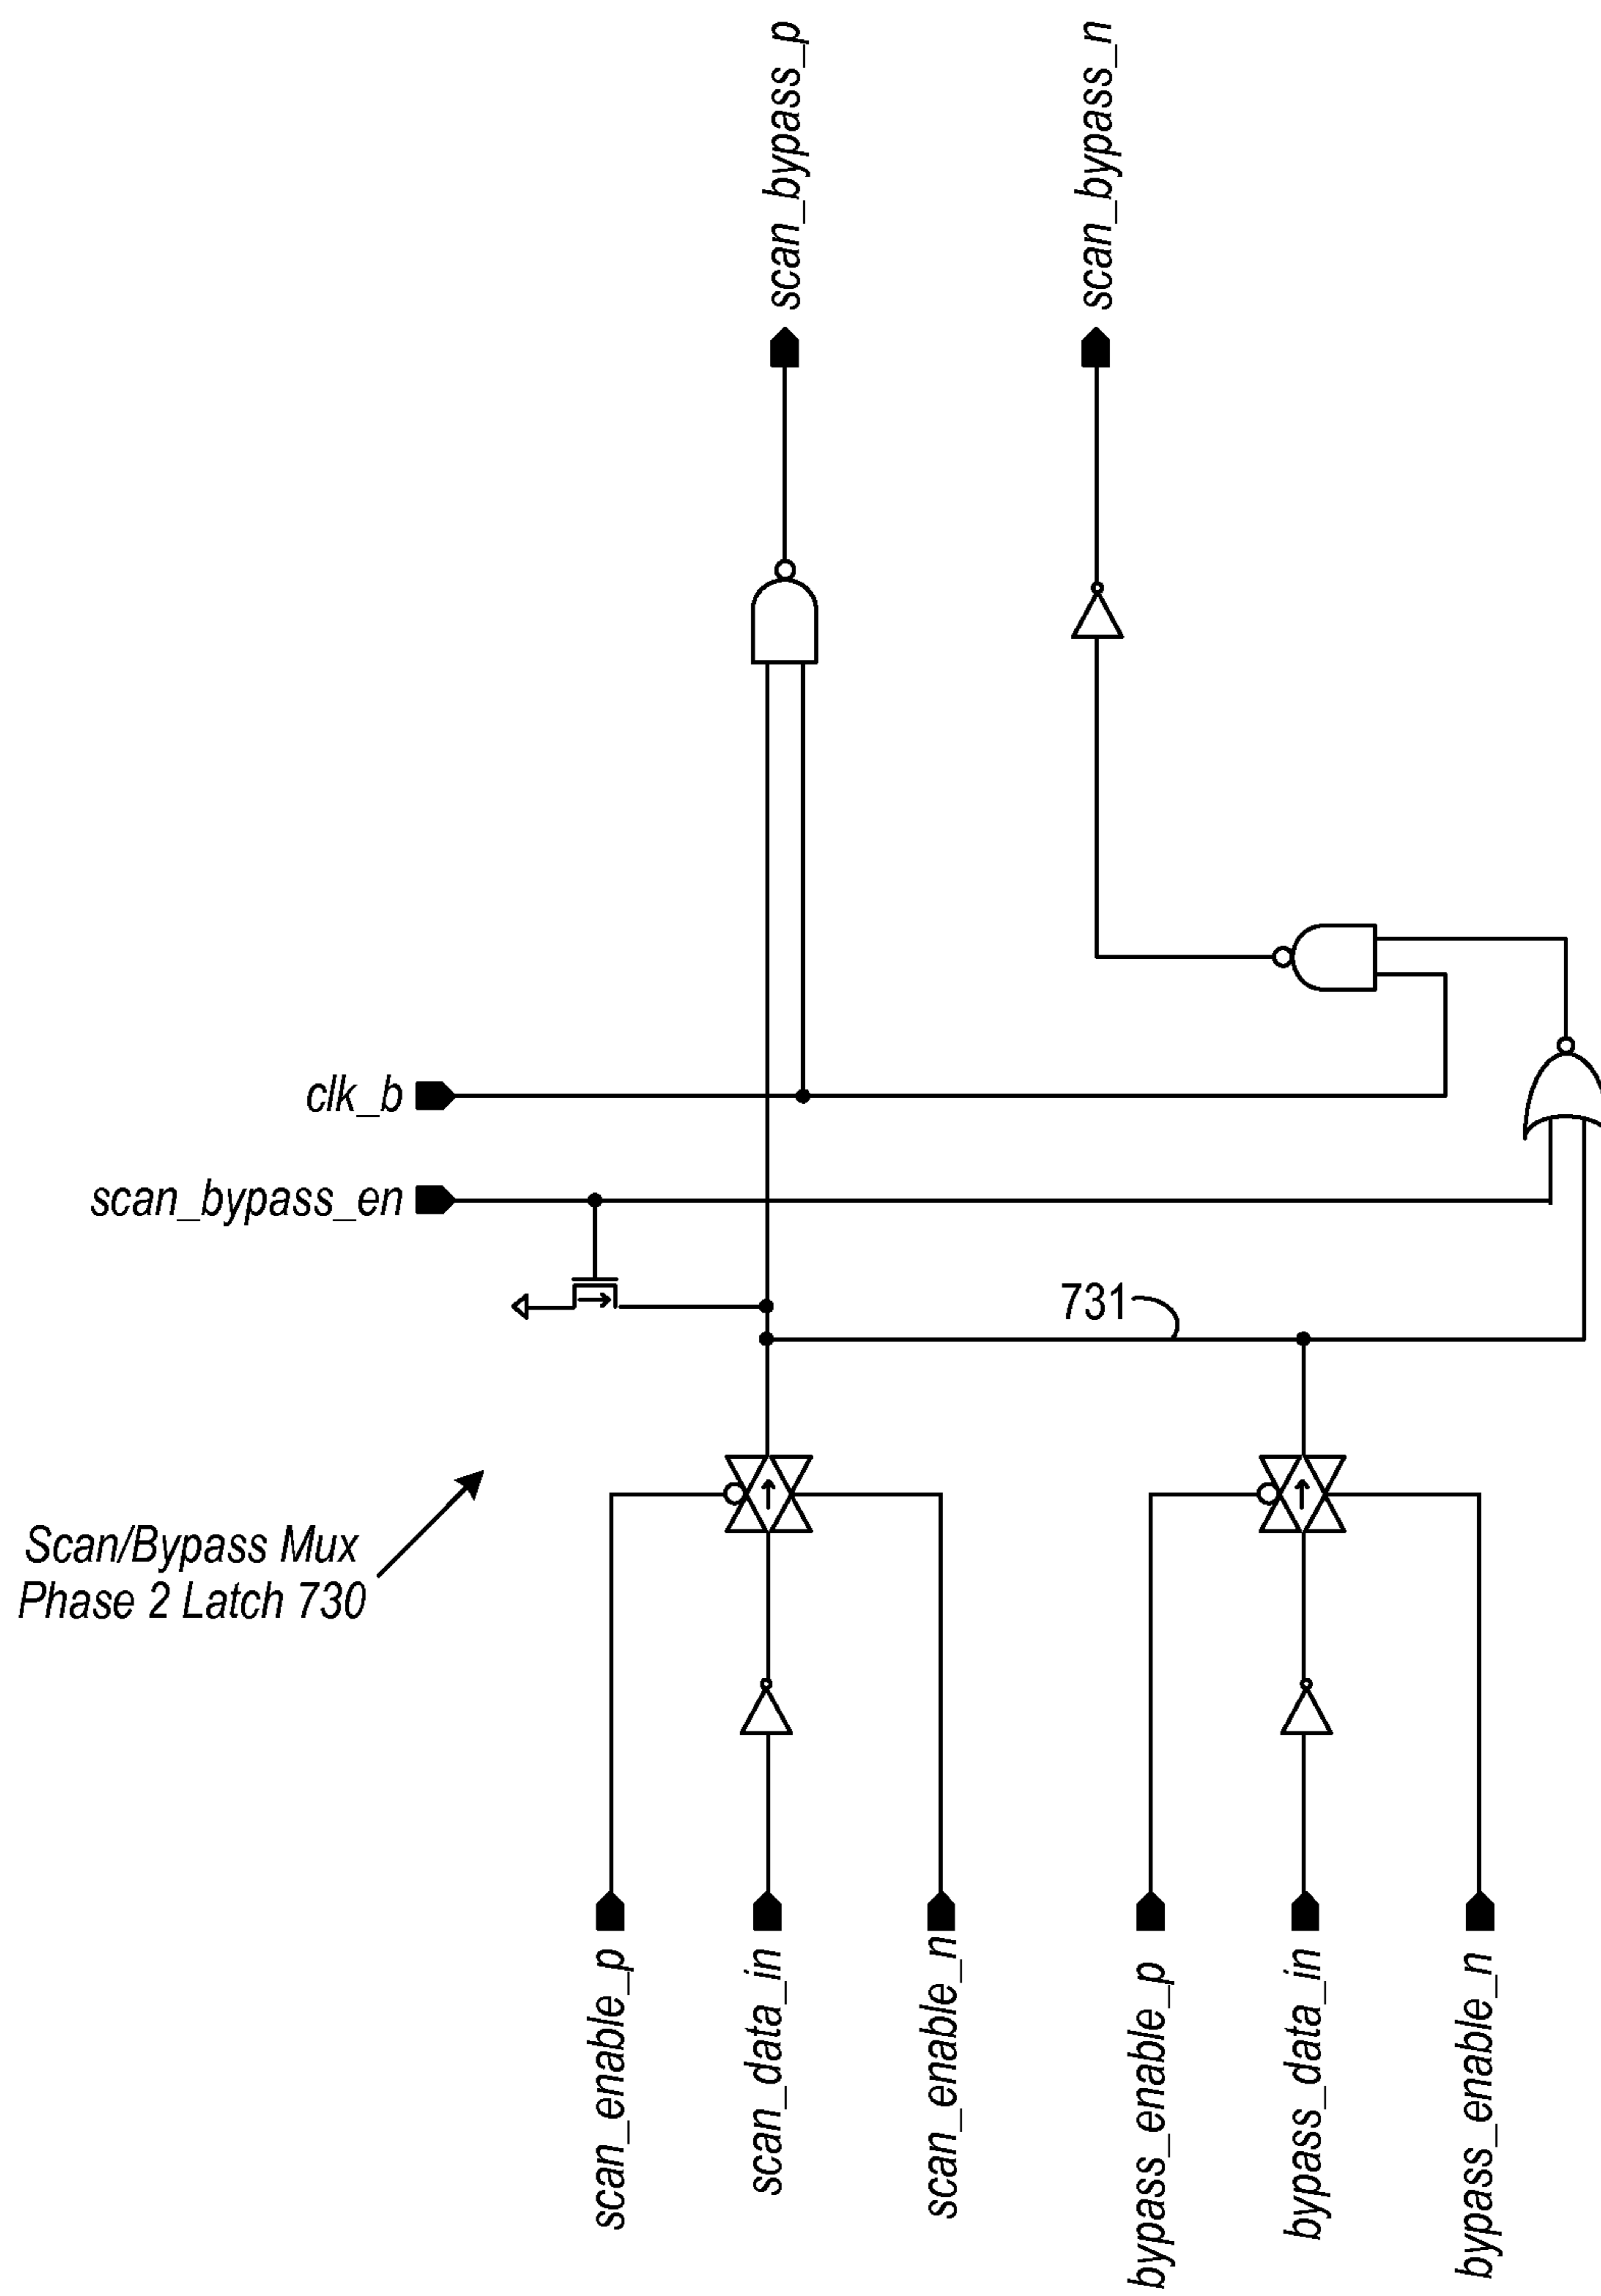 scan_bypass_p
scan_bypass_n
clk_b
scan_bypass_en
731
Scan/Bypass Mux
Phase 2 Latch 730
scan_enable_p
scan_data_in
scan_enable_n
bypass_enable_p
bypass_data_in
bypass_enable_n